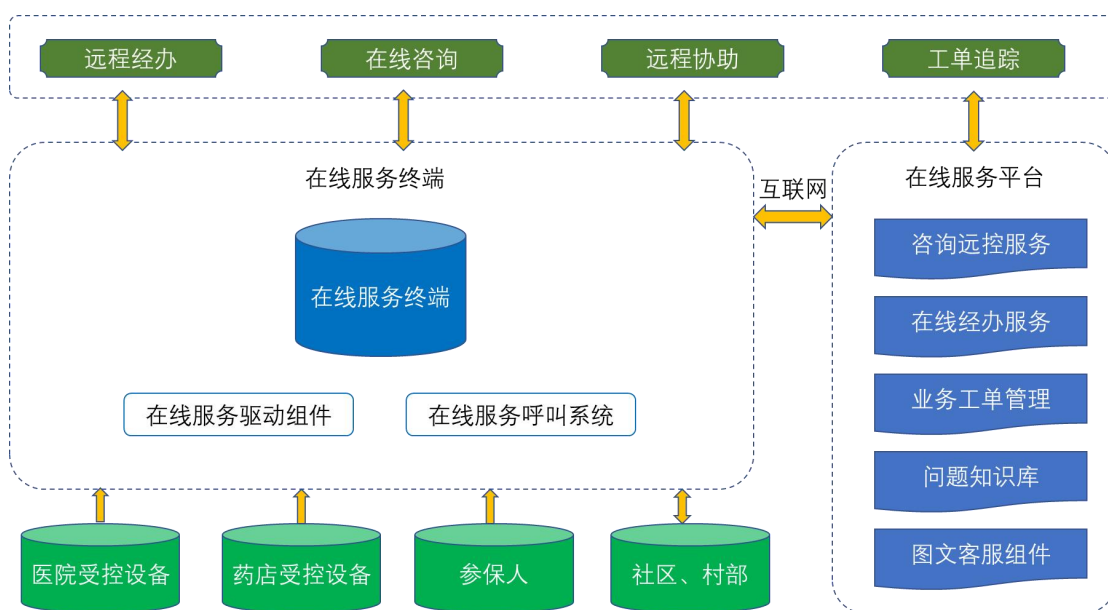 远程经办
在线咨询
远程协助
工单追踪
在线服务终端
互联网
在线服务平台
在线服务终端
咨询远控服务
在线经办服务
业务工单管理
问题知识库
图文客服组件
在线服务驱动组件
在线服务呼叫系统
医院受控设备
药店受控设备
参保人
社区、村部